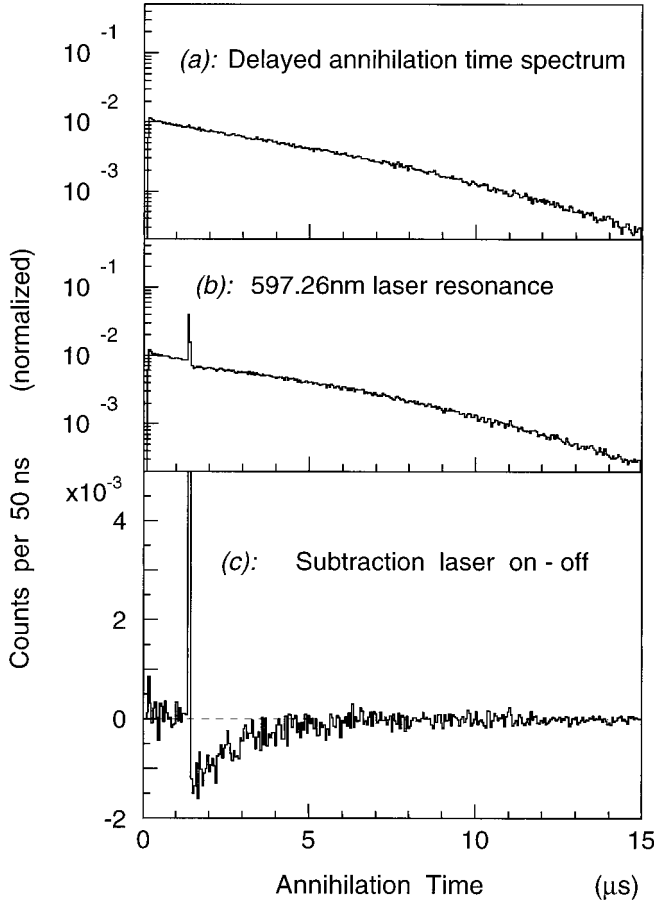 10-1
(a): Delayed annihilation time spectrum
10-2
10-3
10-1
(b): 597.26nm laser resonance
10-2
10-3
x10-3
4
(c): Subtraction laser on - off
2
0
-2
0 5 10 15
Annihilation Time (μs)
Counts per 50 ns (normalized)